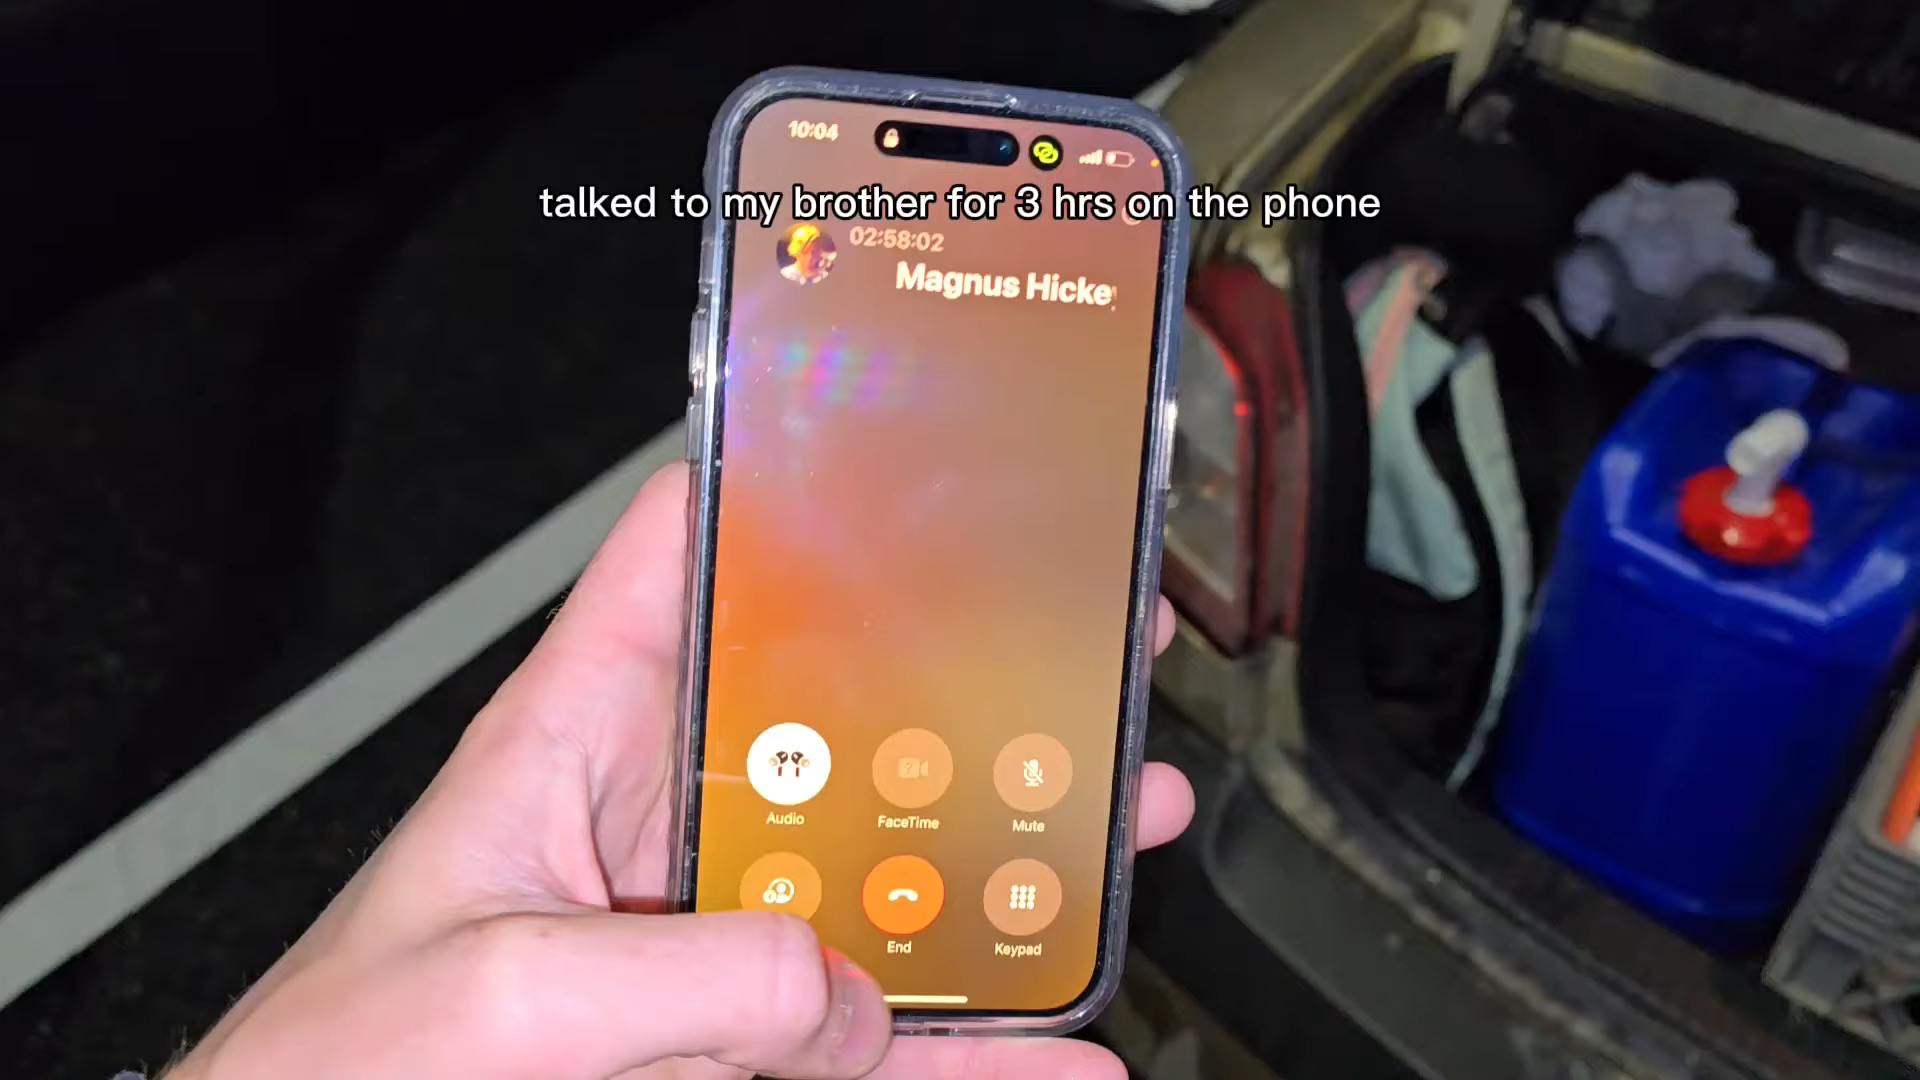 10:04
talked to my brother for 3 hrs on the phone
02:58:02
Magnus Hicke
Audio
FaceTime
Mute
End
Keypad